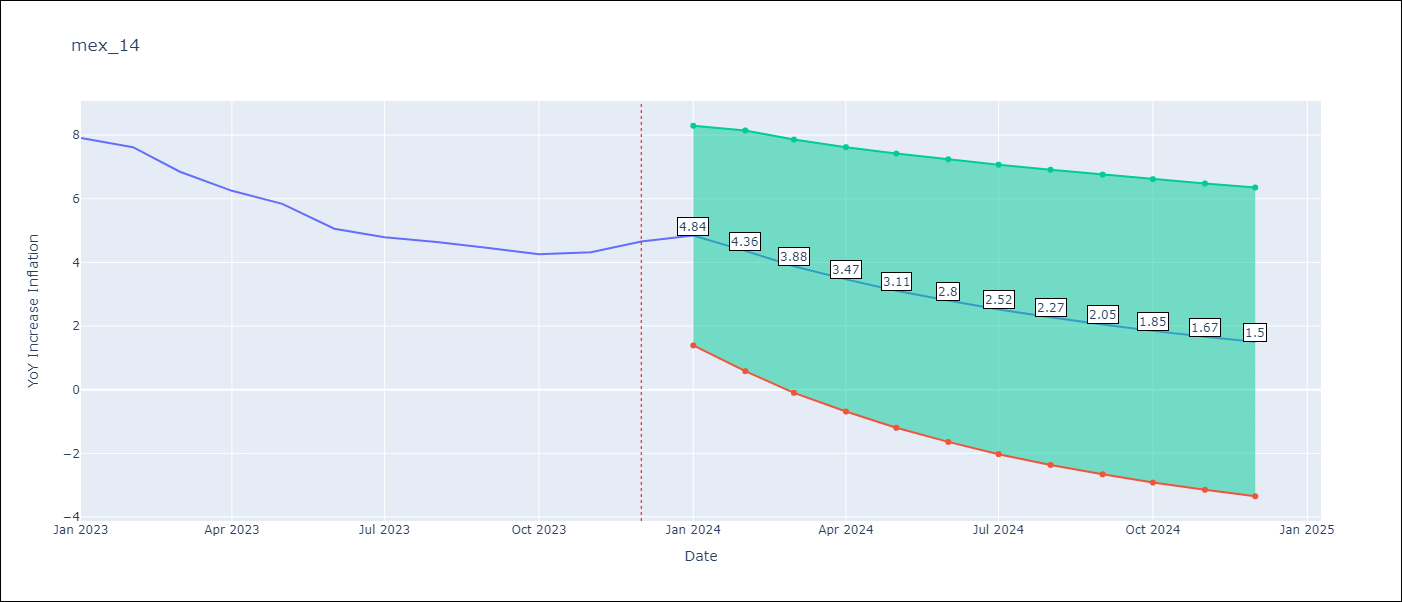 mex_14
YoY Increase Inflation
8
6
4
2
0
−2
−4
4.84
4.36
3.88
3.47
3.11
2.8
2.52
2.27
2.05
1.85
1.67
1.5
Jan 2023
Apr 2023
Jul 2023
Oct 2023
Jan 2024
Apr 2024
Jul 2024
Oct 2024
Jan 2025
Date